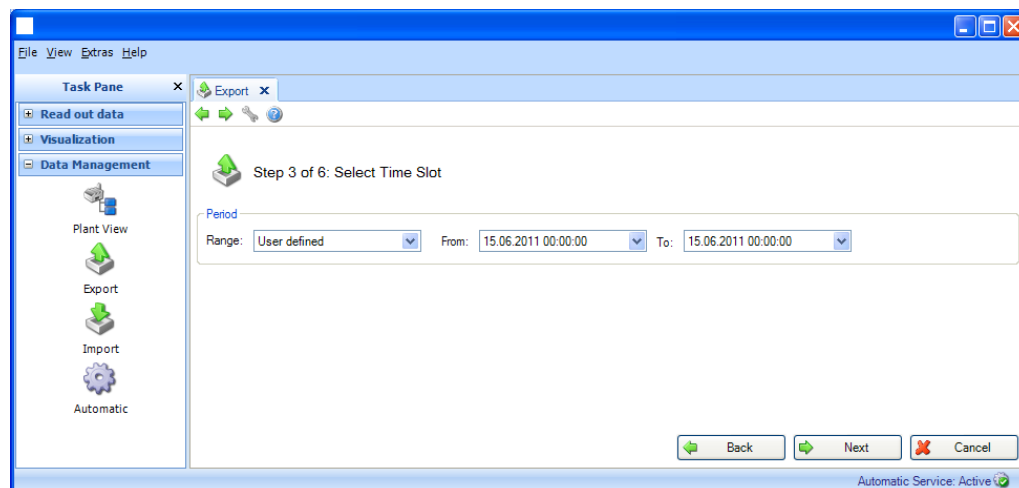 File View Extras Help
Task Pane
Export
Read out data
Visualization
Data Management
Plant View
Export
Import
Automatic
Step 3 of 6: Select Time Slot
Period
Range: User defined From: 15.06.2011 00:00:00 To: 15.06.2011 00:00:00
Back Next Cancel
Automatic Service: Active